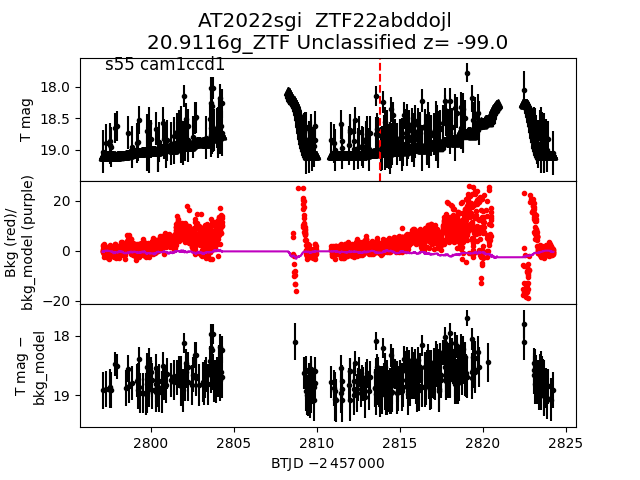 AT2022sgi  ZTF22abddojl
20.9116g_ZTF Unclassified z= -99.0
s55 cam1ccd1
T mag
18.0
18.5
19.0
Bkg (red)/
bkg_model (purple)
20
0
−20
T mag −
bkg_model
18
19
2800
2805
2810
2815
2820
2825
BTJD −2 457 000